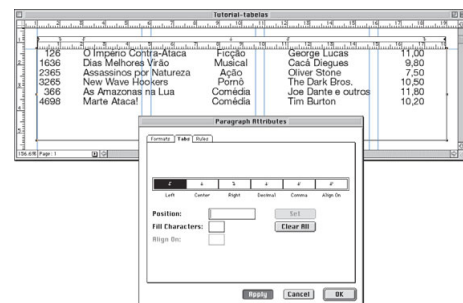 Tutorial-tabelas
126 O Império Contra-Ataca Ficção George Lucas 11,00
1636 Dias Melhores Virão Musical Cacá Diegues 9,80
2365 Assassinos por Natureza Ação Oliver Stone 7,50
3265 New Wave Hookers Pornô The Dark Bros. 10,50
366 As Amazonas na Lua Comédia Joe Dante e outros 11,80
4698 Marte Ataca! Comédia Tim Burton 10,20
Paragraph Attributes
Formats Tabs Rules
Left Center Right Decimal Comma Align On
Position: Set
Fill Characters: Clear All
Align On:
Page: 1
Apply Cancel OK